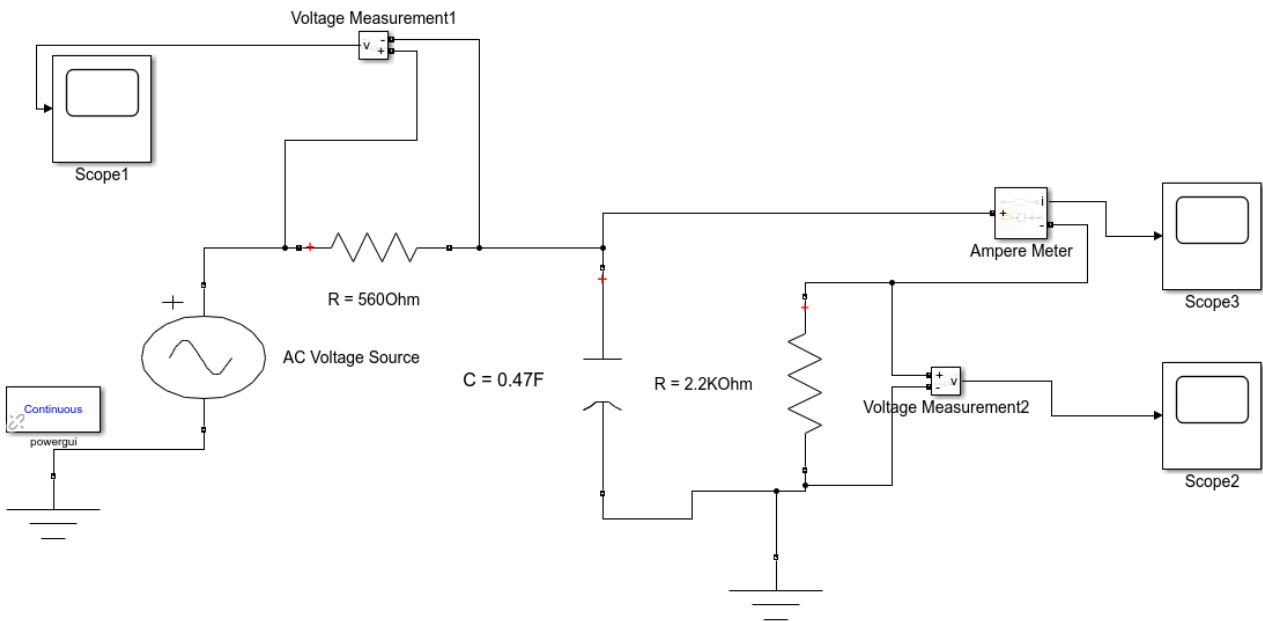 Voltage Measurement1
v
-
+
Scope1
+
R = 560Ohm
+
AC Voltage Source
Continuous
powergui
+
C = 0.47F
R = 2.2KOhm
+
+
i
-
Ampere Meter
Scope3
+
-
v
Voltage Measurement2
Scope2